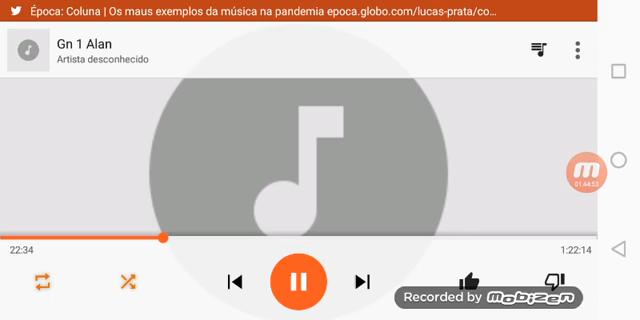 Época: Coluna | Os maus exemplos da música na pandemia epoca.globo.com/lucas-prata/co…
Gn 1 Alan
Artista desconhecido
01:44:53
22:34
1:22:14
Recorded by mobizen